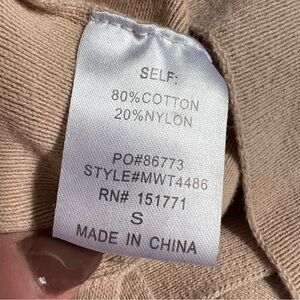 SELF:
80%COTTON
20%NYLON
PO#86773
STYLE#MWT4486
RN# 151771
S
MADE IN CHINA